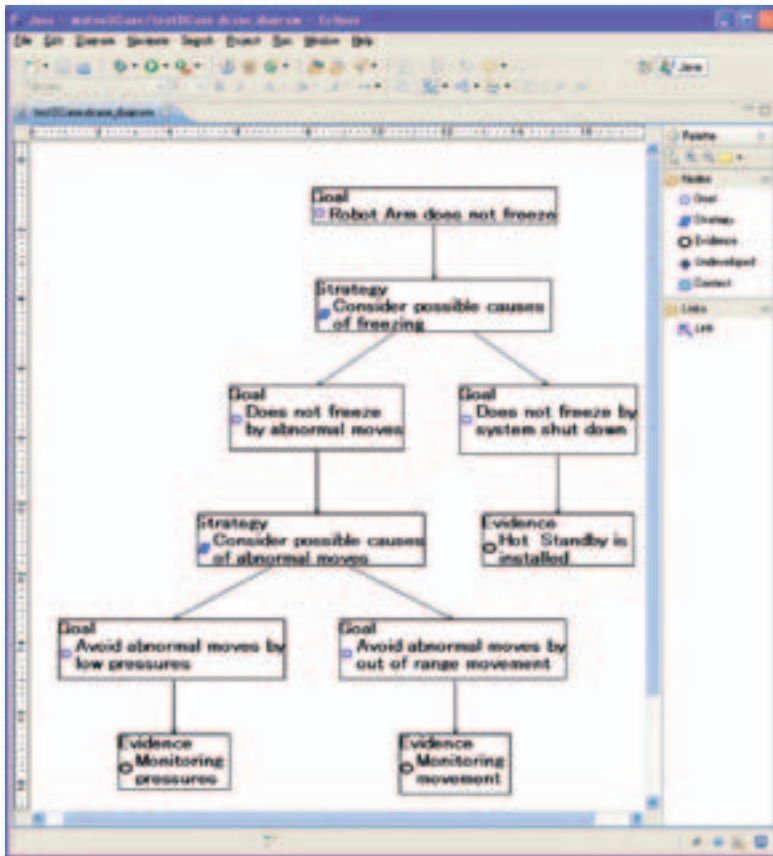 File Edit Diagram Navigate Search Project Run Window Help
Java
Palette
Nodes
Goal
Strategy
Evidence
Undeveloped
Context
Links
Link
Goal
Robot Arm does not freeze
Strategy
Consider possible causes
of freezing
Goal
Does not freeze
by abnormal moves
Goal
Does not freeze by
system shut down
Strategy
Consider possible causes
of abnormal moves
Evidence
Hot Standby is
installed
Goal
Avoid abnormal moves by
low pressures
Goal
Avoid abnormal moves by
out of range movement
Evidence
Monitoring
pressures
Evidence
Monitoring
movement